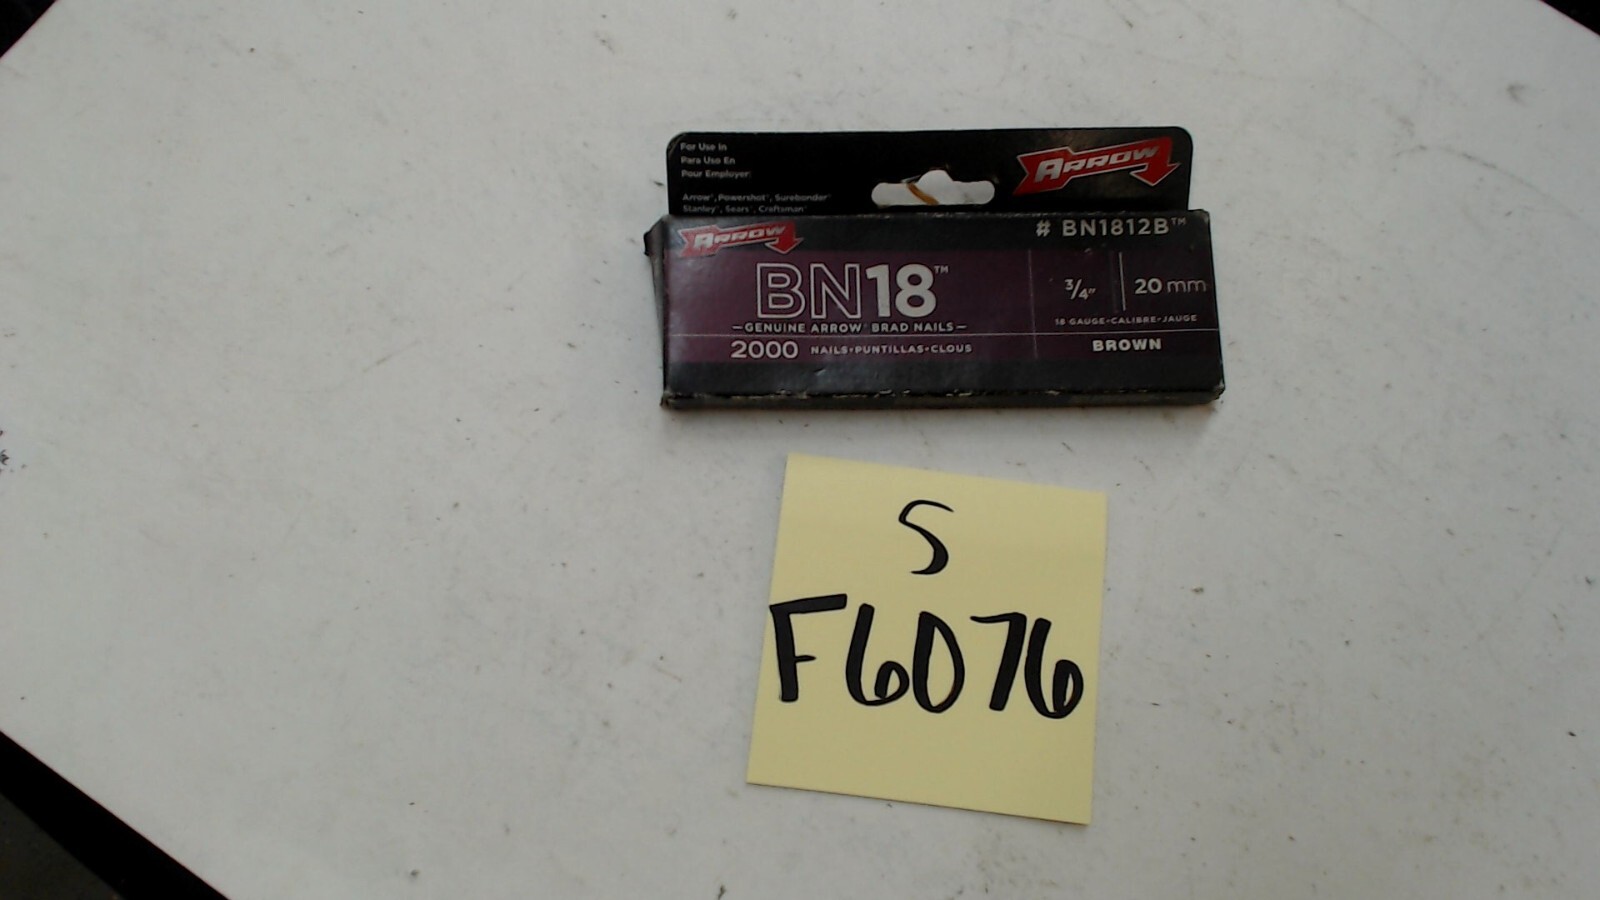 For Use In
Para Uso En
Pour Employer:
Arrow®, Powershot®, Surebonder®
Stanley®, Sears®, Craftsman®
ARROW
ARROW
# BN1812B™
BN18™
GENUINE ARROW® BRAD NAILS
2000 NAILS•PUNTILLAS•CLOUS
3/4" 20 mm
18 GAUGE•CALIBRE•JAUGE
BROWN
S
F6076